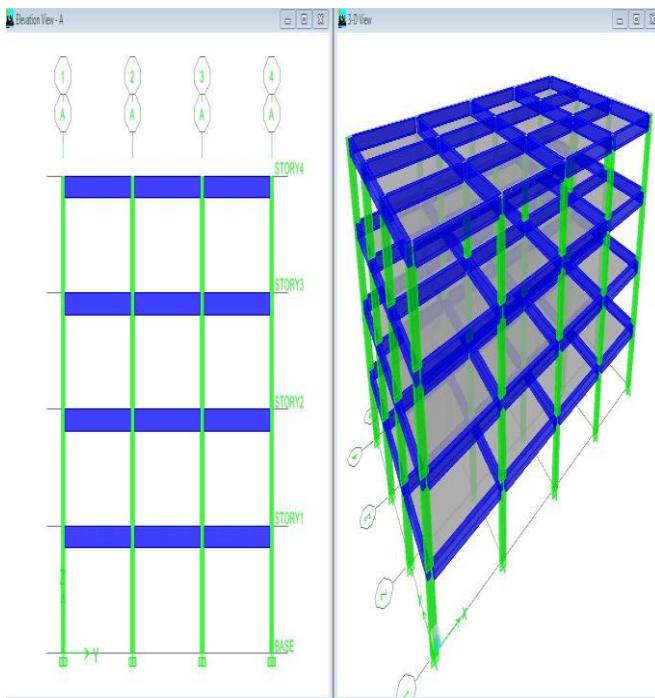 Elevation View - A
1 2 3 4
A A A A
STORY4
STORY3
STORY2
STORY1
Z
Y
BASE
3-D View
X